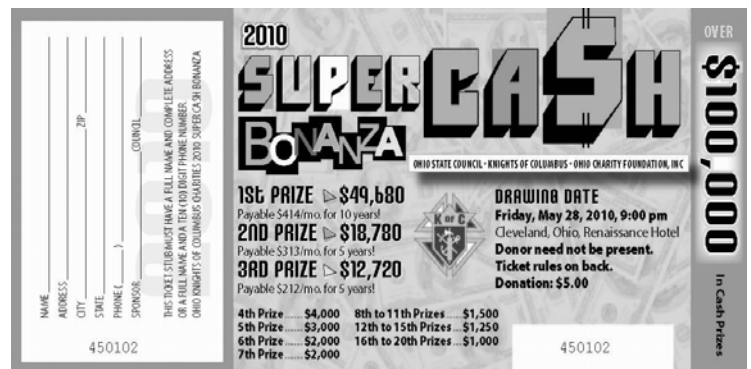 NAME
ADDRESS
CITY ZIP
STATE
PHONE ( )
SPONSOR COUNCIL
THIS TICKET STUB MUST HAVE A FULL NAME AND COMPLETE ADDRESS
OR A FULL NAME AND A TEN (10) DIGIT PHONE NUMBER.
OHIO KNIGHTS OF COLUMBUS CHARITIES 2010 SUPER CASH BONANZA
450102
2010
SUPER CA$H
BONANZA
OHIO STATE COUNCIL • KNIGHTS OF COLUMBUS • OHIO CHARITY FOUNDATION, INC
1St PRIZE ▷ $49,680
Payable $414/mo. for 10 years!
2ND PRIZE ▷ $18,780
Payable $313/mo. for 5 years!
3RD PRIZE ▷ $12,720
Payable $212/mo. for 5 years!
K of C
DRAWING DATE
Friday, May 28, 2010, 9:00 pm
Cleveland, Ohio, Renaissance Hotel
Donor need not be present.
Ticket rules on back.
Donation: $5.00
4th Prize ...... $4,000
5th Prize ...... $3,000
6th Prize ...... $2,000
7th Prize ...... $2,000
8th to 11th Prizes ... $1,500
12th to 15th Prizes ... $1,250
16th to 20th Prizes ... $1,000
450102
OVER
$100,000
In Cash Prizes